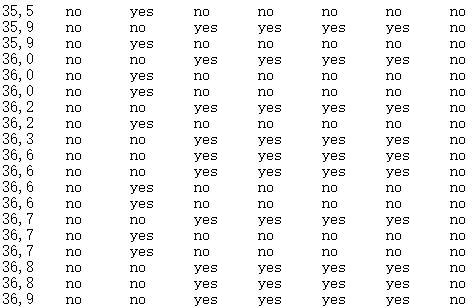 35,5 no yes no no no no no
35,9 no no yes yes yes yes no
35,9 no yes no no no no no
36,0 no no yes yes yes yes no
36,0 no yes no no no no no
36,0 no yes no no no no no
36,2 no no yes yes yes yes no
36,2 no yes no no no no no
36,3 no no yes yes yes yes no
36,6 no no yes yes yes yes no
36,6 no no yes yes yes yes no
36,6 no yes no no no no no
36,6 no yes no no no no no
36,7 no no yes yes yes yes no
36,7 no yes no no no no no
36,7 no yes no no no no no
36,8 no no yes yes yes yes no
36,8 no no yes yes yes yes no
36,9 no no yes yes yes yes no